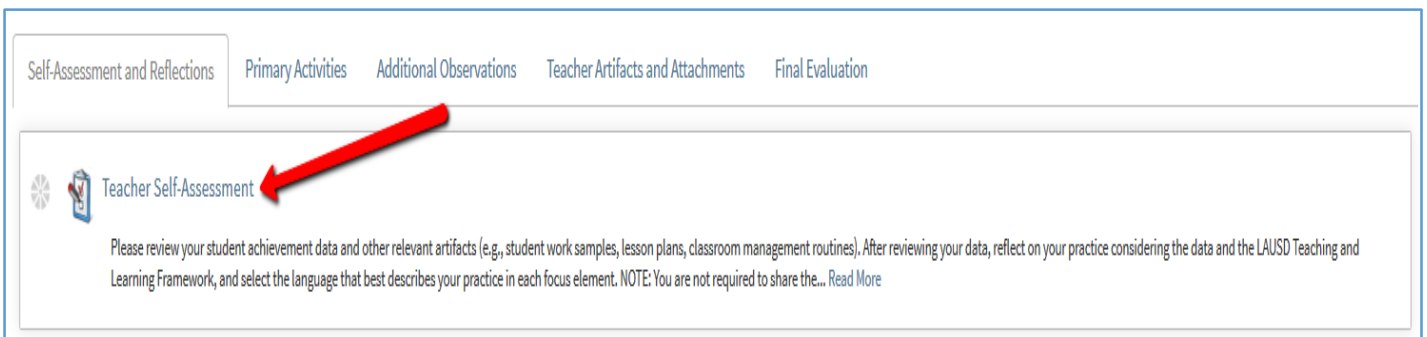 Self-Assessment and Reflections Primary Activities Additional Observations Teacher Artifacts and Attachments Final Evaluation
Teacher Self-Assessment
Please review your student achievement data and other relevant artifacts (e.g., student work samples, lesson plans, classroom management routines). After reviewing your data, reflect on your practice considering the data and the LAUSD Teaching and
Learning Framework, and select the language that best describes your practice in each focus element. NOTE: You are not required to share the... Read More